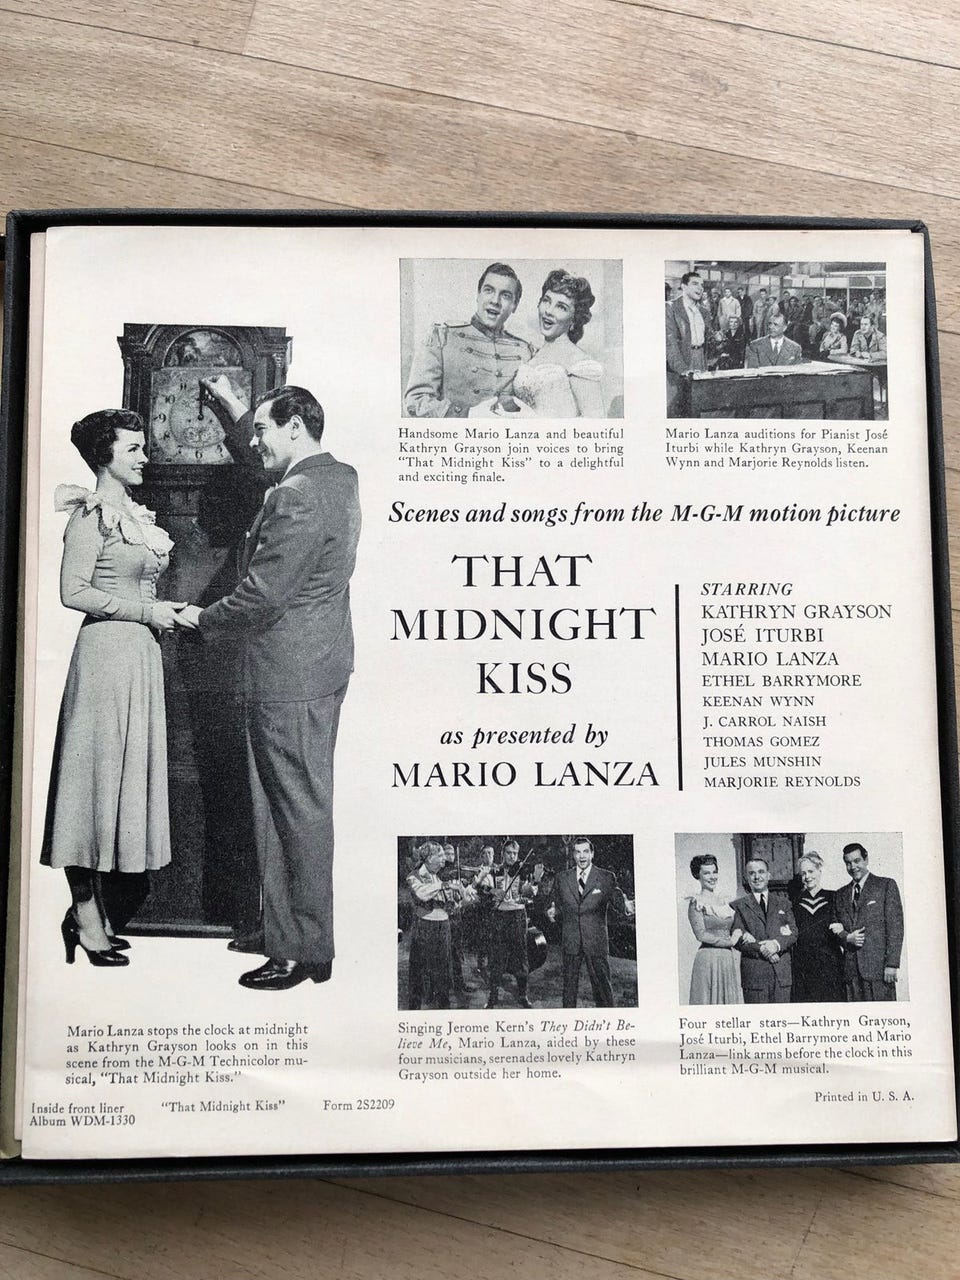 Handsome Mario Lanza and beautiful
Kathryn Grayson join voices to bring
“That Midnight Kiss” to a delightful
and exciting finale.
Mario Lanza auditions for Pianist José
Iturbi while Kathryn Grayson, Keenan
Wynn and Marjorie Reynolds listen.
Scenes and songs from the M-G-M motion picture
THAT
MIDNIGHT
KISS
as presented by
MARIO LANZA
STARRING
KATHRYN GRAYSON
JOSÉ ITURBI
MARIO LANZA
ETHEL BARRYMORE
KEENAN WYNN
J. CARROL NAISH
THOMAS GOMEZ
JULES MUNSHIN
MARJORIE REYNOLDS
Mario Lanza stops the clock at midnight
as Kathryn Grayson looks on in this
scene from the M-G-M Technicolor mu-
sical, “That Midnight Kiss.”
Singing Jerome Kern's They Didn't Be-
lieve Me, Mario Lanza, aided by these
four musicians, serenades lovely Kathryn
Grayson outside her home.
Four stellar stars—Kathryn Grayson,
José Iturbi, Ethel Barrymore and Mario
Lanza—link arms before the clock in this
brilliant M-G-M musical.
Inside front liner
Album WDM-1330
“That Midnight Kiss”
Form 2S2209
Printed in U. S. A.